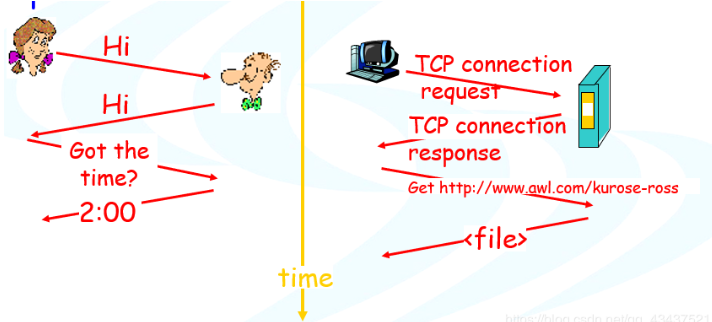 Hi
Hi
Got the
time?
2:00
TCP connection
request
TCP connection
response
Get http://www.awl.com/kurose-ross
<file>
time
https://blog.csdn.net/qq_43437521